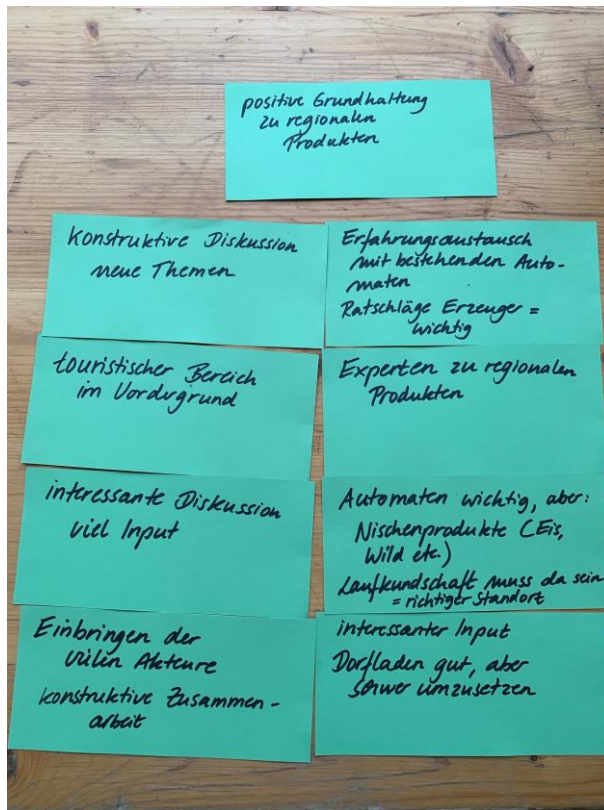 positive Grundhaltung
zu regionalen
Produkten
Konstruktive Diskussion
neue Themen
Erfahrungsaustausch
mit bestehenden Auto-
maten
Ratschläge Erzeuger =
wichtig
touristischer Bereich
im Vordergrund
Experten zu regionalen
Produkten
interessante Diskussion
viel Input
Automaten wichtig, aber:
Nischenprodukte (Eis,
Wild etc.)
Laufkundschaft muss da sein
= richtiger Standort
Einbringen der
vielen Akteure
konstruktive Zusammen-
arbeit
interessanter Input
Dorfladen gut, aber
schwer umzusetzen